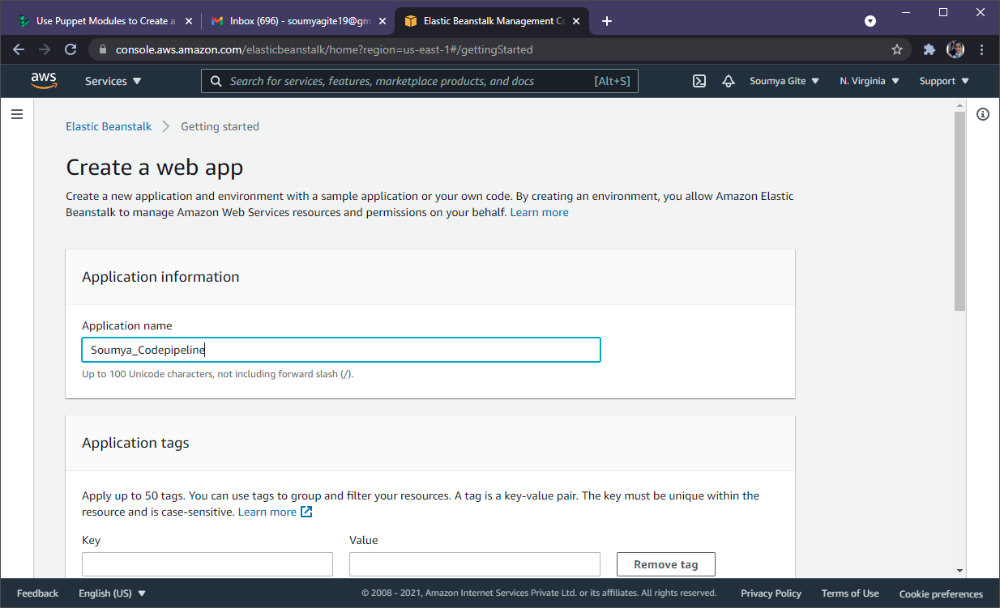 Use Puppet Modules to Create a
Inbox (696) - soumyagite19@gm
Elastic Beanstalk Management Co
console.aws.amazon.com/elasticbeanstalk/home?region=us-east-1#/gettingStarted
aws
Services
Search for services, features, marketplace products, and docs
[Alt+S]
Soumya Gite
N. Virginia
Support
Elastic Beanstalk
Getting started
Create a web app
Create a new application and environment with a sample application or your own code. By creating an environment, you allow Amazon Elastic
Beanstalk to manage Amazon Web Services resources and permissions on your behalf. Learn more
Application information
Application name
Soumya_Codepipeline
Up to 100 Unicode characters, not including forward slash (/).
Application tags
Apply up to 50 tags. You can use tags to group and filter your resources. A tag is a key-value pair. The key must be unique within the
resource and is case-sensitive. Learn more
Key
Value
Remove tag
Feedback
English (US)
© 2008 - 2021, Amazon Internet Services Private Ltd. or its affiliates. All rights reserved.
Privacy Policy
Terms of Use
Cookie preferences